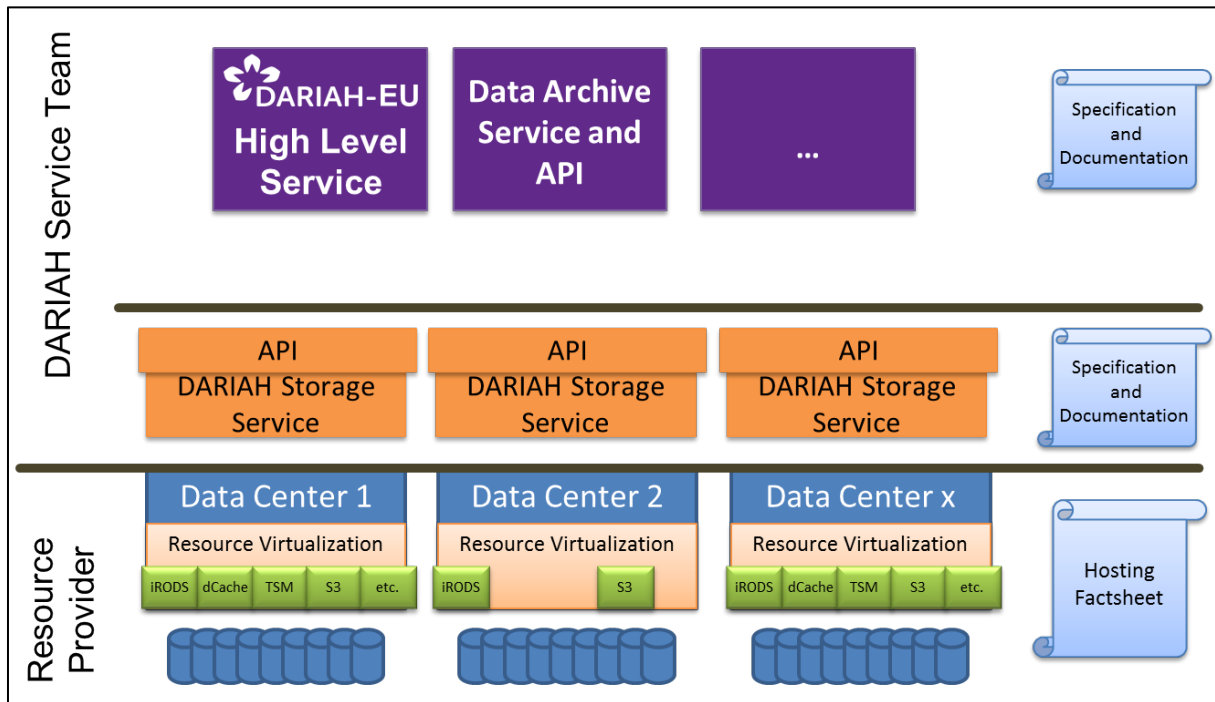 DARIAH Service Team
DARIAH-EU
High Level
Service
Data Archive
Service and
API
...
Specification
and
Documentation
API
DARIAH Storage
Service
API
DARIAH Storage
Service
API
DARIAH Storage
Service
Specification
and
Documentation
Resource
Provider
Data Center 1
Resource Virtualization
iRODS
dCache
TSM
S3
etc.
Data Center 2
Resource Virtualization
iRODS
S3
Data Center x
Resource Virtualization
iRODS
dCache
TSM
S3
etc.
Hosting
Factsheet